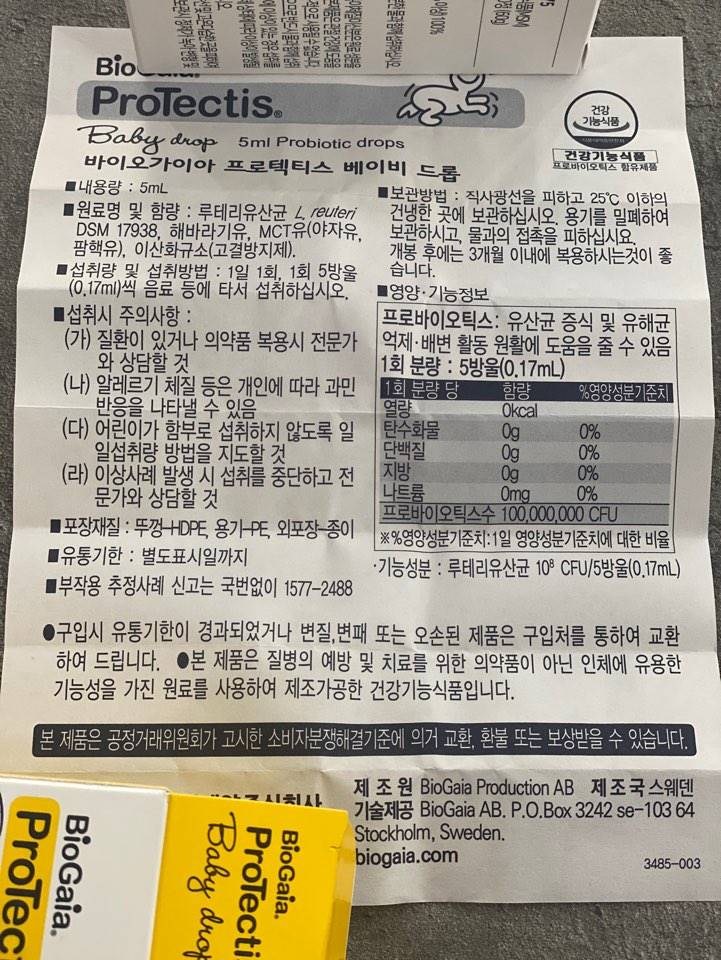 BioGaia.
ProTectis®
Baby drop 5ml Probiotic drops
바이오가이아 프로텍티스 베이비 드롭
건강
기능식품
건강기능식품
프로바이오틱스 함유제품
■내용량 : 5mL
■원료명 및 함량 : 루테리유산균 L. reuteri
DSM 17938, 해바라기유, MCT유(야자유,
팜핵유), 이산화규소(고결방지제).
■섭취량 및 섭취방법 : 1일 1회, 1회 5방울
(0.17ml)씩 음료 등에 타서 섭취하십시오.
■섭취시 주의사항 :
(가) 질환이 있거나 의약품 복용시 전문가
와 상담할 것
(나) 알레르기 체질 등은 개인에 따라 과민
반응을 나타낼 수 있음
(다) 어린이가 함부로 섭취하지 않도록 일
일섭취량 방법을 지도할 것
(라) 이상사례 발생 시 섭취를 중단하고 전
문가와 상담할 것
■포장재질 : 뚜껑-HDPE, 용기-PE, 외포장-종이
■유통기한 : 별도표시일까지
■부작용 추정사례 신고는 국번없이 1577-2488
■보관방법 : 직사광선을 피하고 25℃ 이하의
건냉한 곳에 보관하십시오. 용기를 밀폐하여
보관하시고, 물과의 접촉을 피하십시요.
개봉 후에는 3개월 이내에 복용하시는것이 좋
습니다.
■영양·기능정보
프로바이오틱스: 유산균 증식 및 유해균
억제·배변 활동 원활에 도움을 줄 수 있음
1회 분량 : 5방울(0.17mL)
1회 분량 당 함량 %영양성분기준치
열량 0kcal
탄수화물 0g 0%
단백질 0g 0%
지방 0g 0%
나트륨 0mg 0%
프로바이오틱스수 100,000,000 CFU
※%영양성분기준치:1일 영양성분기준치에 대한 비율
·기능성분 : 루테리유산균 10⁸ CFU/5방울(0.17mL)
●구입시 유통기한이 경과되었거나 변질,변패 또는 오손된 제품은 구입처를 통하여 교환
하여 드립니다. ●본 제품은 질병의 예방 및 치료를 위한 의약품이 아닌 인체에 유용한
기능성을 가진 원료를 사용하여 제조가공한 건강기능식품입니다.
본 제품은 공정거래위원회가 고시한 소비자분쟁해결기준에 의거 교환, 환불 또는 보상받을 수 있습니다.
제 조 원 BioGaia Production AB 제 조 국 스웨덴
기술제공 BioGaia AB. P.O.Box 3242 se-103 64
Stockholm, Sweden.
biogaia.com
3485-003
BioGaia.
ProTec
BioGaia.
ProTecti
Baby drop